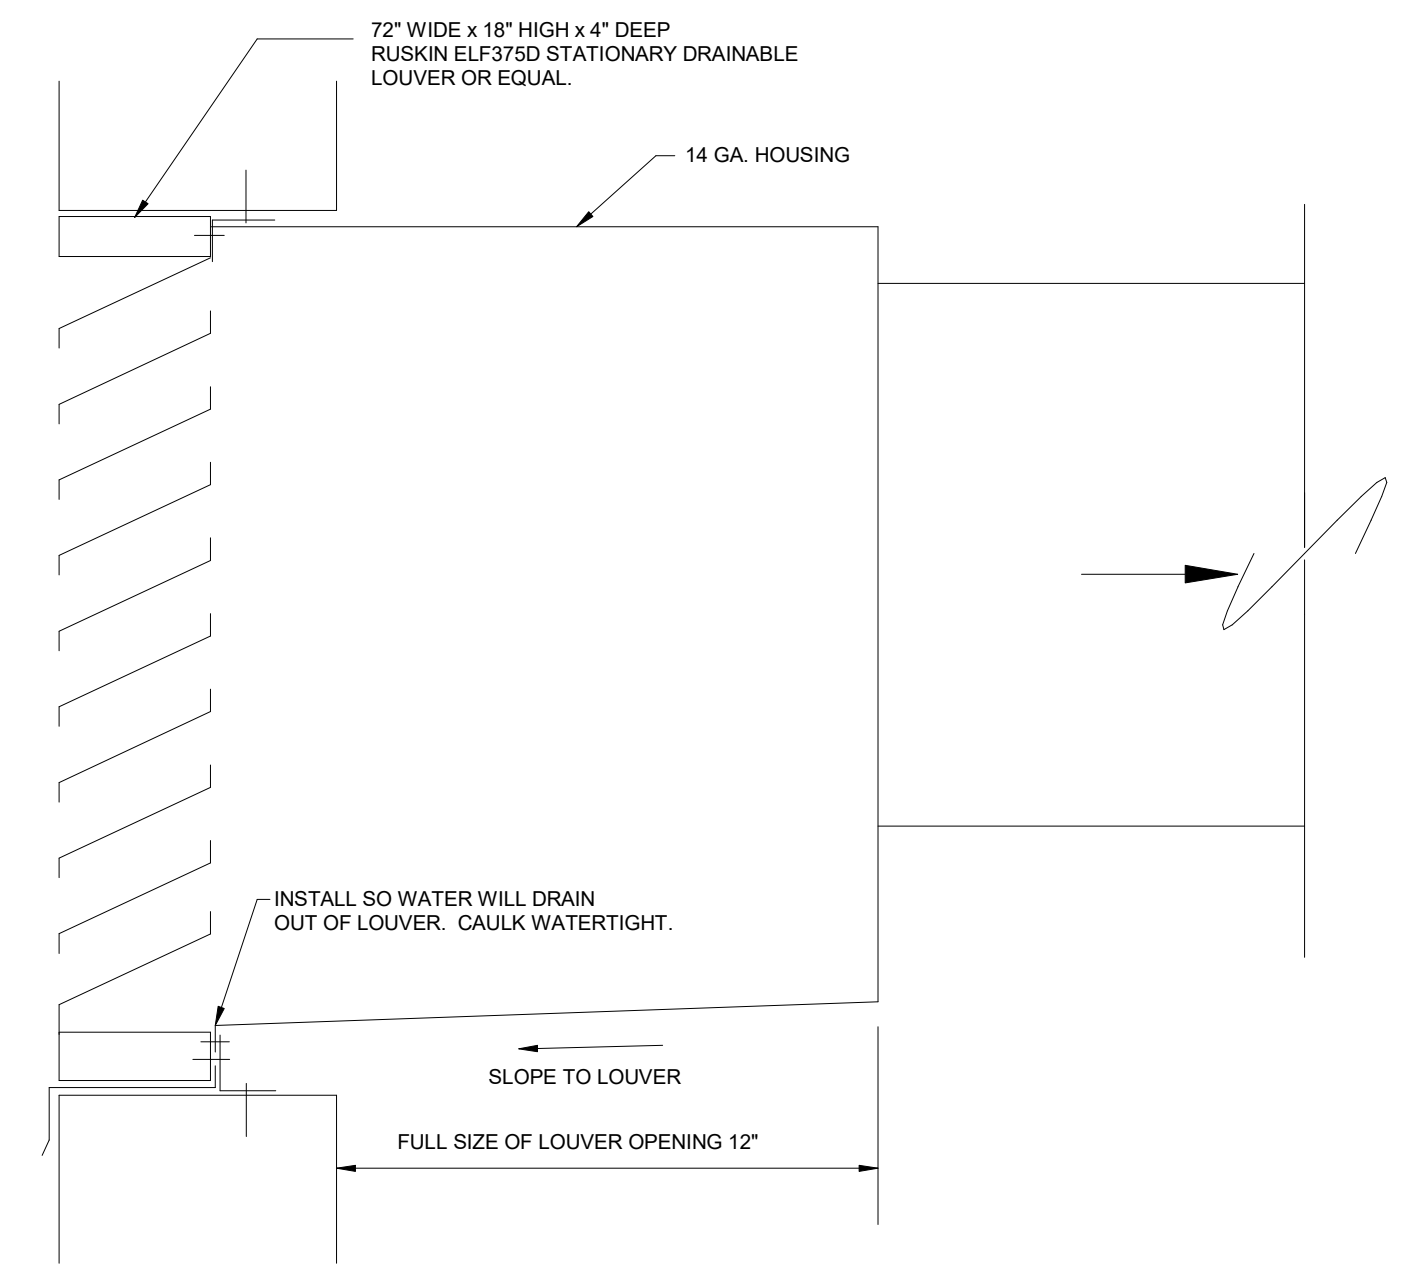 72" WIDE x 18" HIGH x 4" DEEP
RUSKIN ELF375D STATIONARY DRAINABLE
LOUVER OR EQUAL.
14 GA. HOUSING
INSTALL SO WATER WILL DRAIN
OUT OF LOUVER. CAULK WATERTIGHT.
SLOPE TO LOUVER
FULL SIZE OF LOUVER OPENING 12"